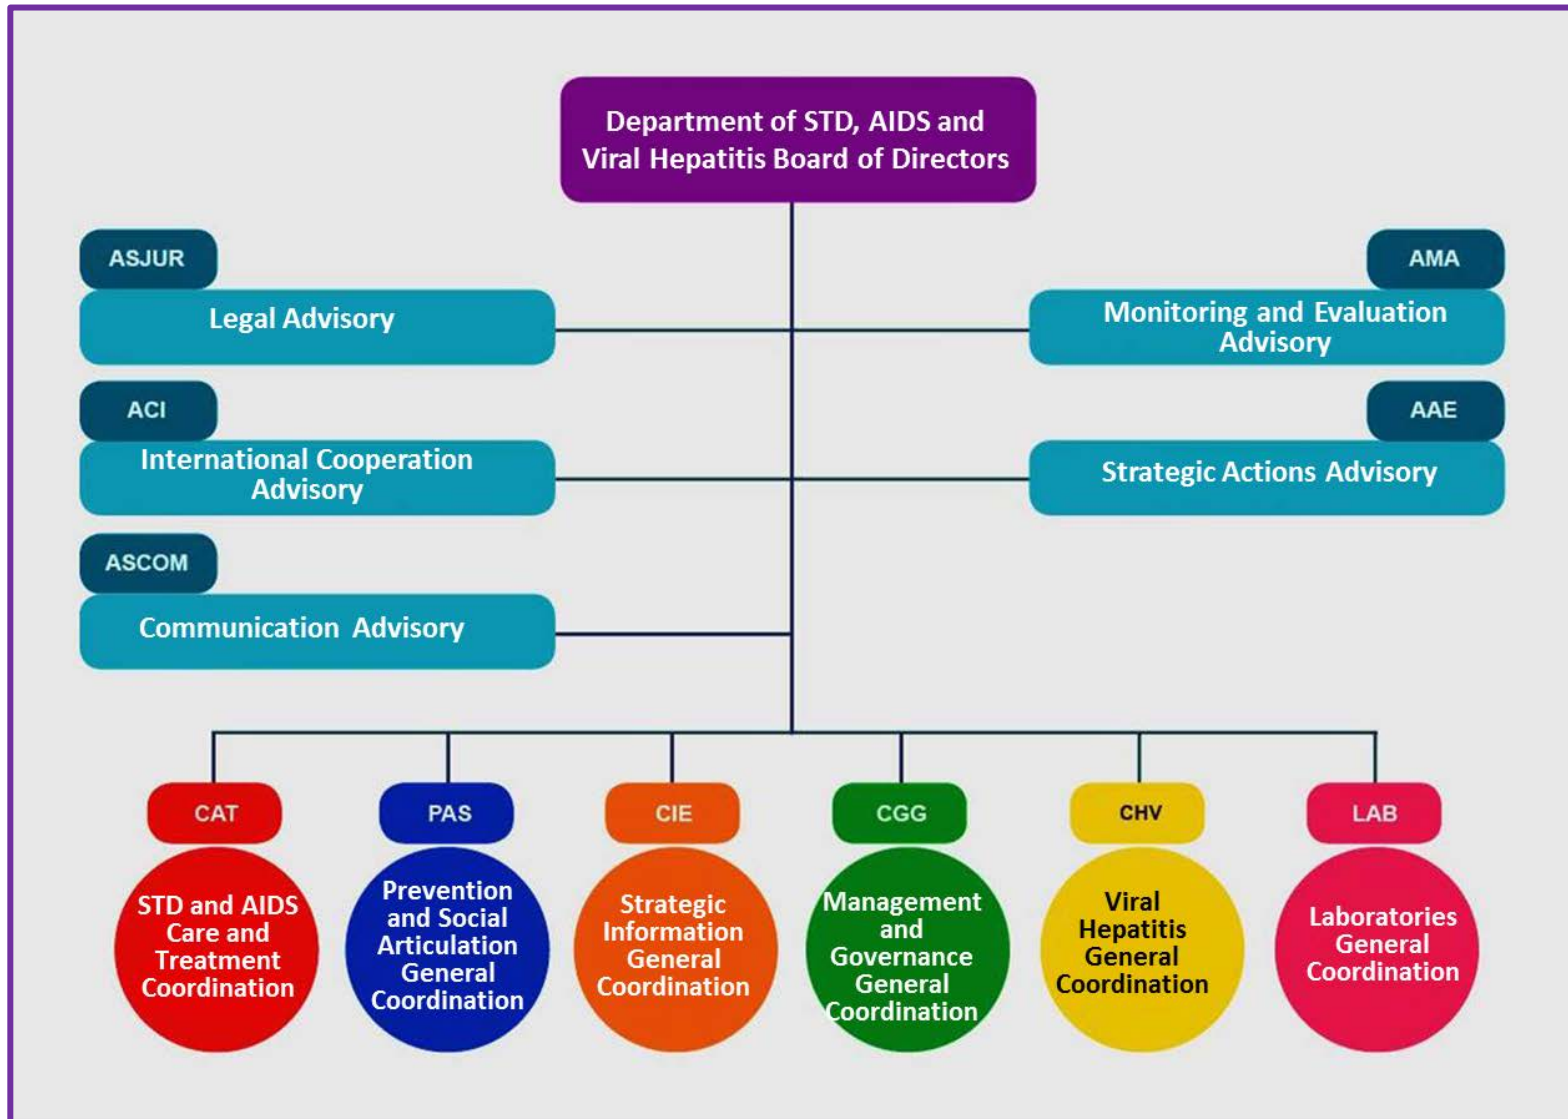 Department of STD, AIDS and
Viral Hepatitis Board of Directors
ASJUR
Legal Advisory
AMA
Monitoring and Evaluation
Advisory
ACI
International Cooperation
Advisory
AAE
Strategic Actions Advisory
ASCOM
Communication Advisory
CAT
STD and AIDS
Care and
Treatment
Coordination
PAS
Prevention
and Social
Articulation
General
Coordination
CIE
Strategic
Information
General
Coordination
CGG
Management
and
Governance
General
Coordination
CHV
Viral
Hepatitis
General
Coordination
LAB
Laboratories
General
Coordination